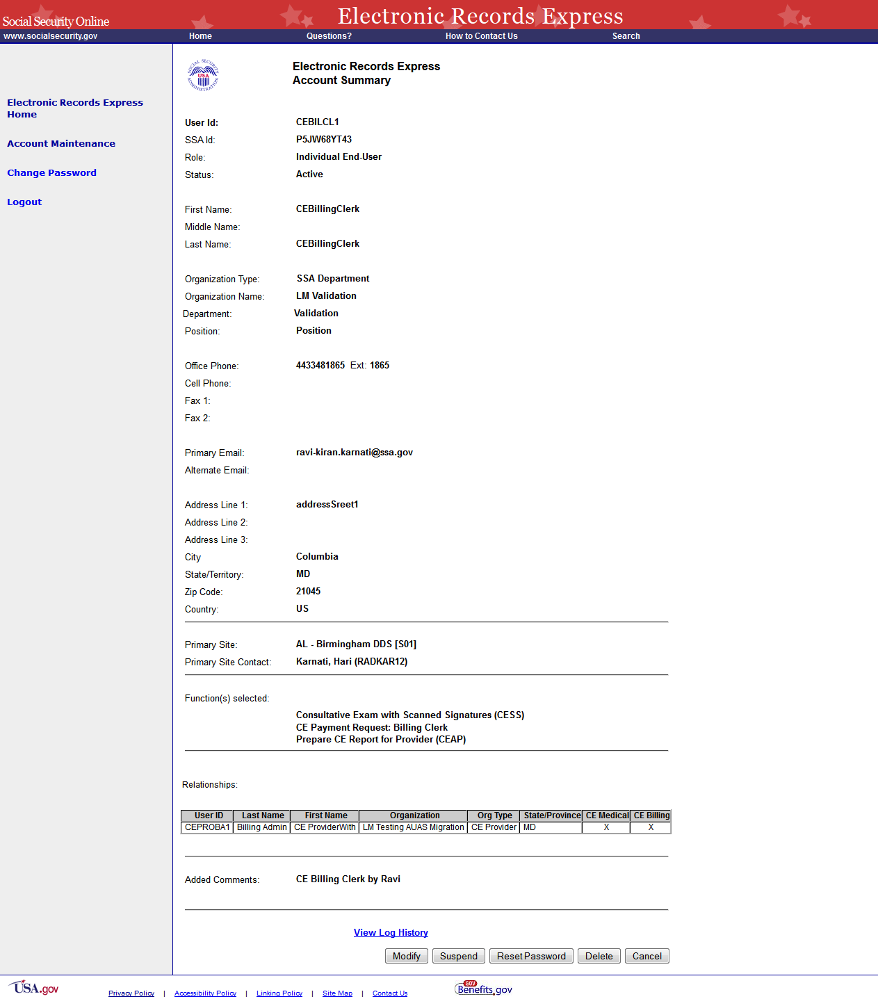 Social Security Online
Electronic Records Express
www.socialsecurity.gov Home Questions? How to Contact Us Search
SOCIAL SECURITY ADMINISTRATION
USA
Electronic Records Express
Account Summary
Electronic Records Express
Home
Account Maintenance
Change Password
Logout
User Id: CEBILCL1
SSA Id: P5JW68YT43
Role: Individual End-User
Status: Active
First Name: CEBillingClerk
Middle Name:
Last Name: CEBillingClerk
Organization Type: SSA Department
Organization Name: LM Validation
Department: Validation
Position: Position
Office Phone: 4433481865 Ext: 1865
Cell Phone:
Fax 1:
Fax 2:
Primary Email: ravi-kiran.karnati@ssa.gov
Alternate Email:
Address Line 1: addressSreet1
Address Line 2:
Address Line 3:
City Columbia
State/Territory: MD
Zip Code: 21045
Country: US
Primary Site: AL - Birmingham DDS [S01]
Primary Site Contact: Karnati, Hari (RADKAR12)
Function(s) selected:
Consultative Exam with Scanned Signatures (CESS)
CE Payment Request: Billing Clerk
Prepare CE Report for Provider (CEAP)
Relationships:
User ID Last Name First Name Organization Org Type State/Province CE Medical CE Billing
CEPROBA1 Billing Admin CE ProviderWith LM Testing AUAS Migration CE Provider MD X X
Added Comments: CE Billing Clerk by Ravi
View Log History
Modify Suspend Reset Password Delete Cancel
USA.gov Privacy Policy | Accessibility Policy | Linking Policy | Site Map | Contact Us GOV Benefits.gov